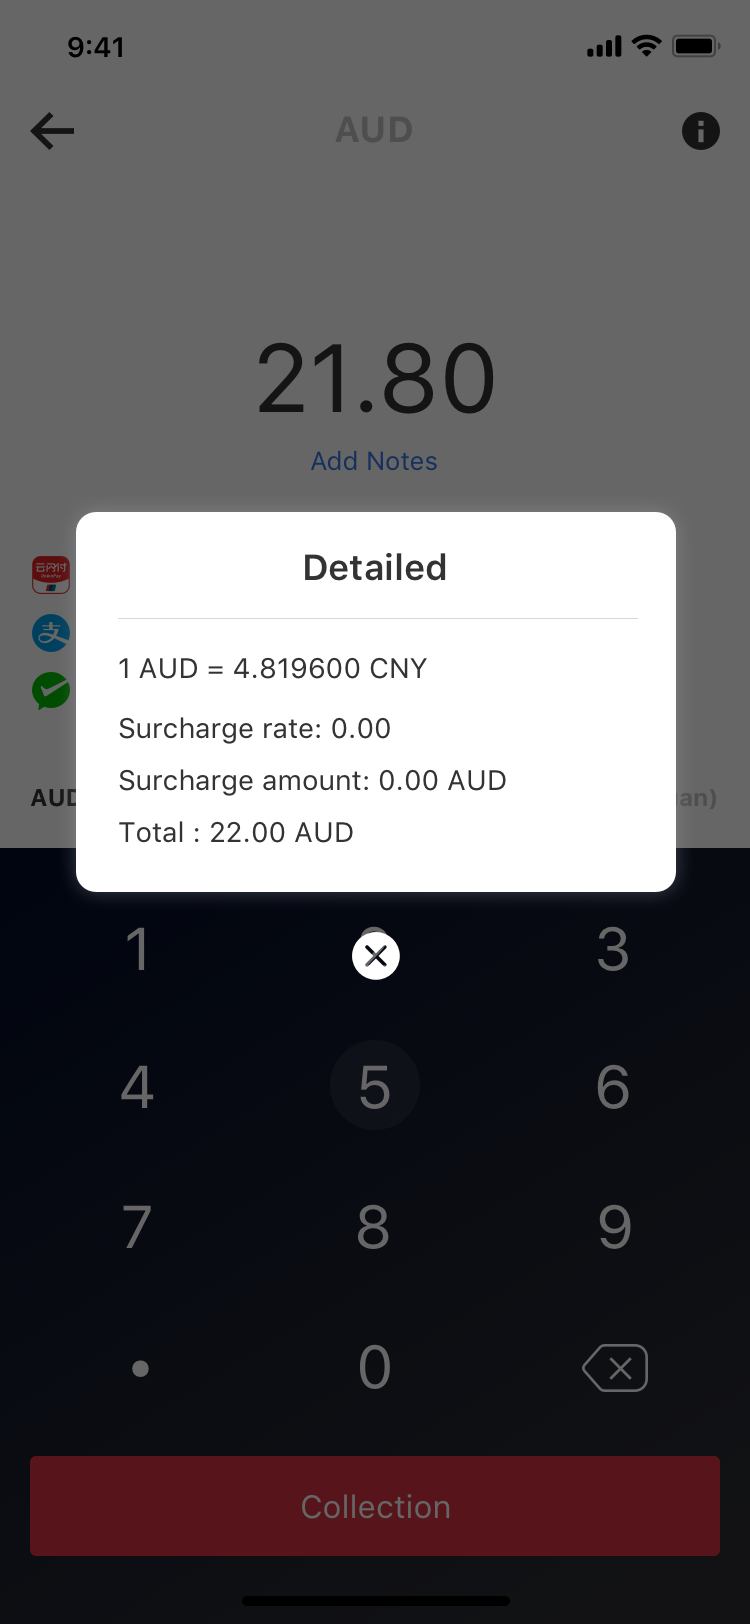 9:41
AUD
21.80
Add Notes
云闪付
Detailed
1 AUD = 4.819600 CNY
Surcharge rate: 0.00
Surcharge amount: 0.00 AUD
Total : 22.00 AUD
AUD
an)
1
3
4
5
6
7
8
9
.
0
Collection